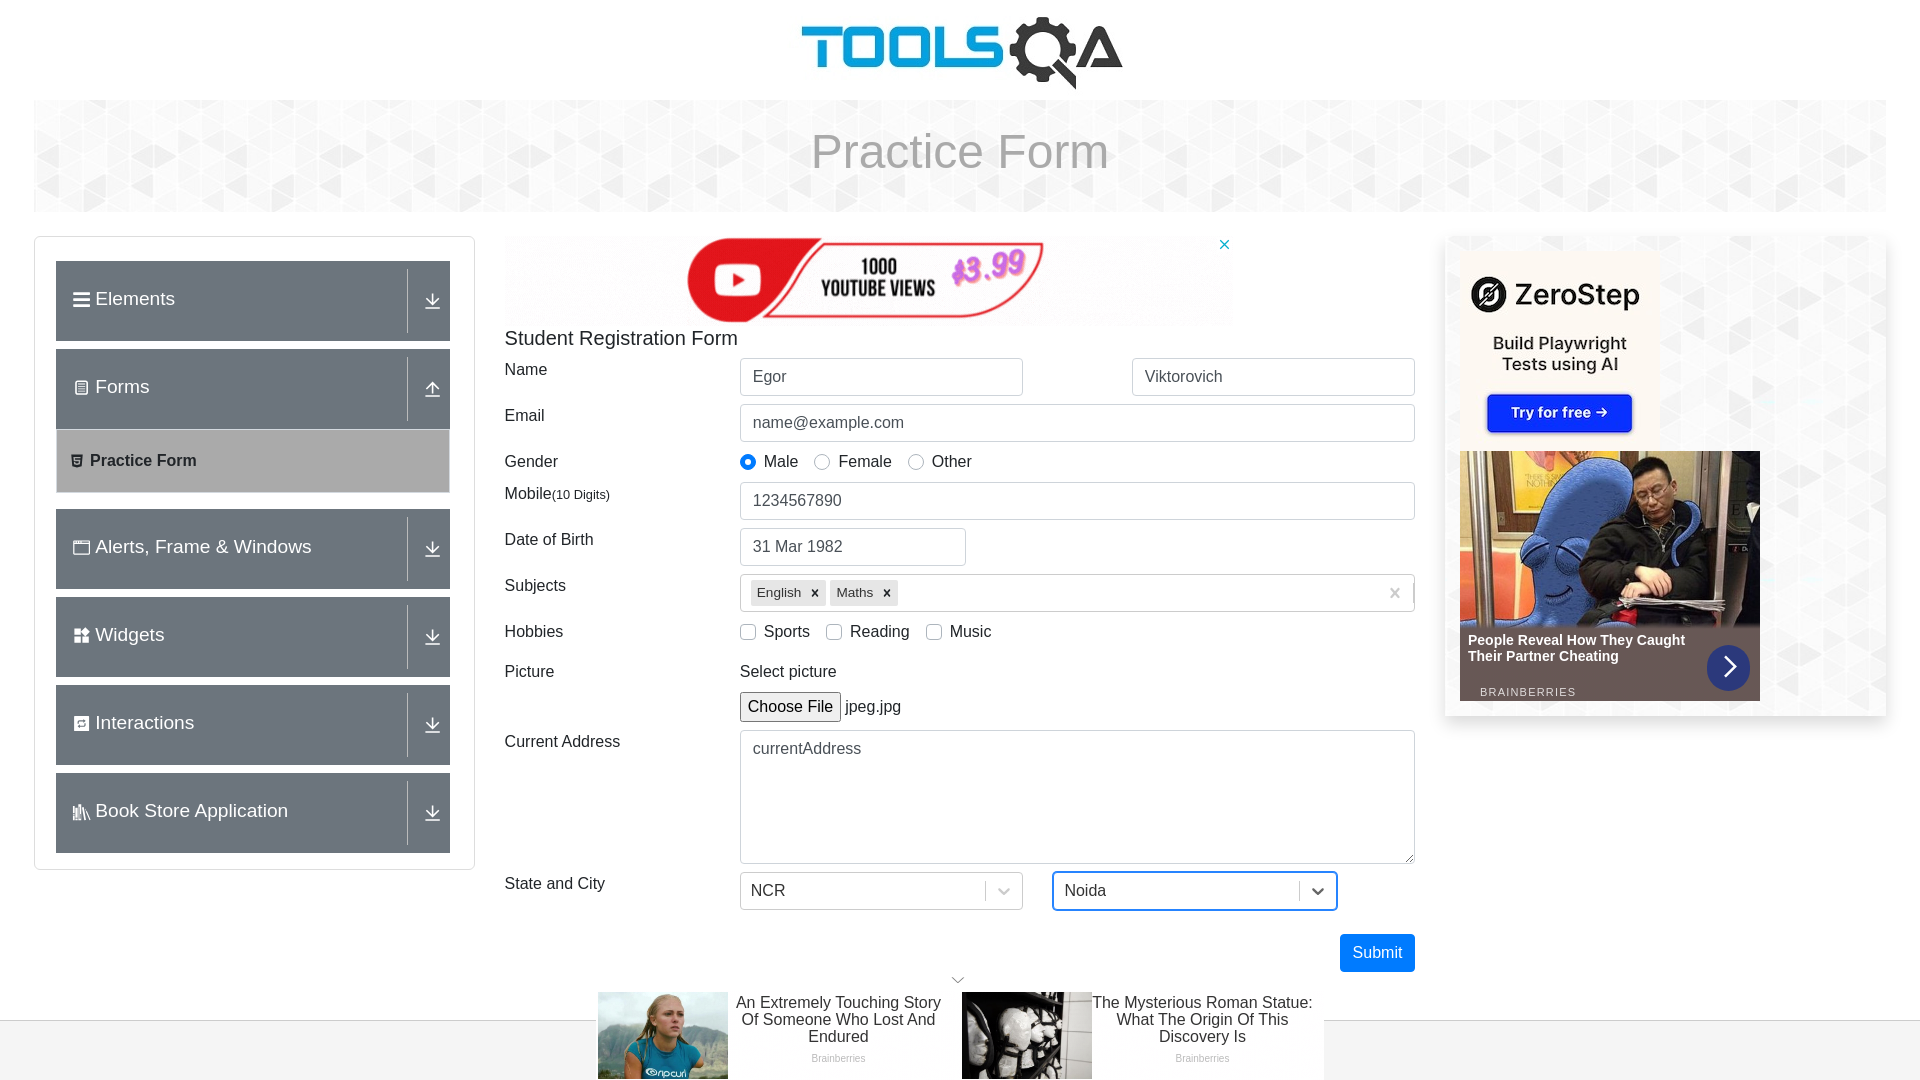 TOOLSQA
Practice Form
Elements
Forms
Practice Form
Alerts, Frame & Windows
Widgets
Interactions
Book Store Application
1000
YOUTUBE VIEWS
$3.99
Student Registration Form
Name
Egor
Viktorovich
Email
name@example.com
Gender
Male
Female
Other
Mobile(10 Digits)
1234567890
Date of Birth
31 Mar 1982
Subjects
English
Maths
Hobbies
Sports
Reading
Music
Picture
Select picture
Choose File jpeg.jpg
Current Address
currentAddress
State and City
NCR
Noida
Submit
ZeroStep
Build Playwright
Tests using AI
Try for free →
People Reveal How They Caught
Their Partner Cheating
BRAINBERRIES
An Extremely Touching Story
Of Someone Who Lost And
Endured
Brainberries
rip curl
The Mysterious Roman Statue:
What The Origin Of This
Discovery Is
Brainberries